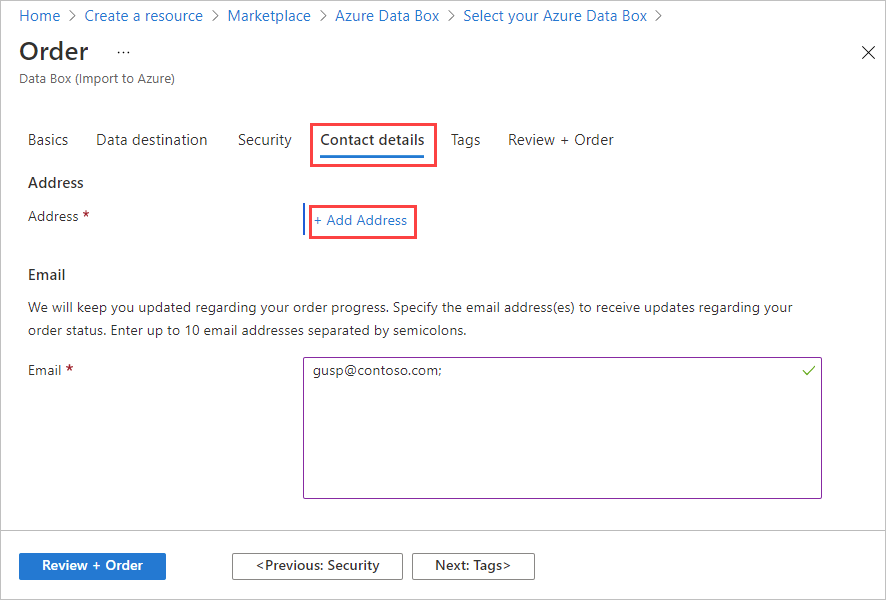 Home > Create a resource > Marketplace > Azure Data Box > Select your Azure Data Box >
Order ...
Data Box (Import to Azure)
Basics Data destination Security Contact details Tags Review + Order
Address
Address *
+ Add Address
Email
We will keep you updated regarding your order progress. Specify the email address(es) to receive updates regarding your
order status. Enter up to 10 email addresses separated by semicolons.
Email *
gusp@contoso.com;
Review + Order <Previous: Security Next: Tags>